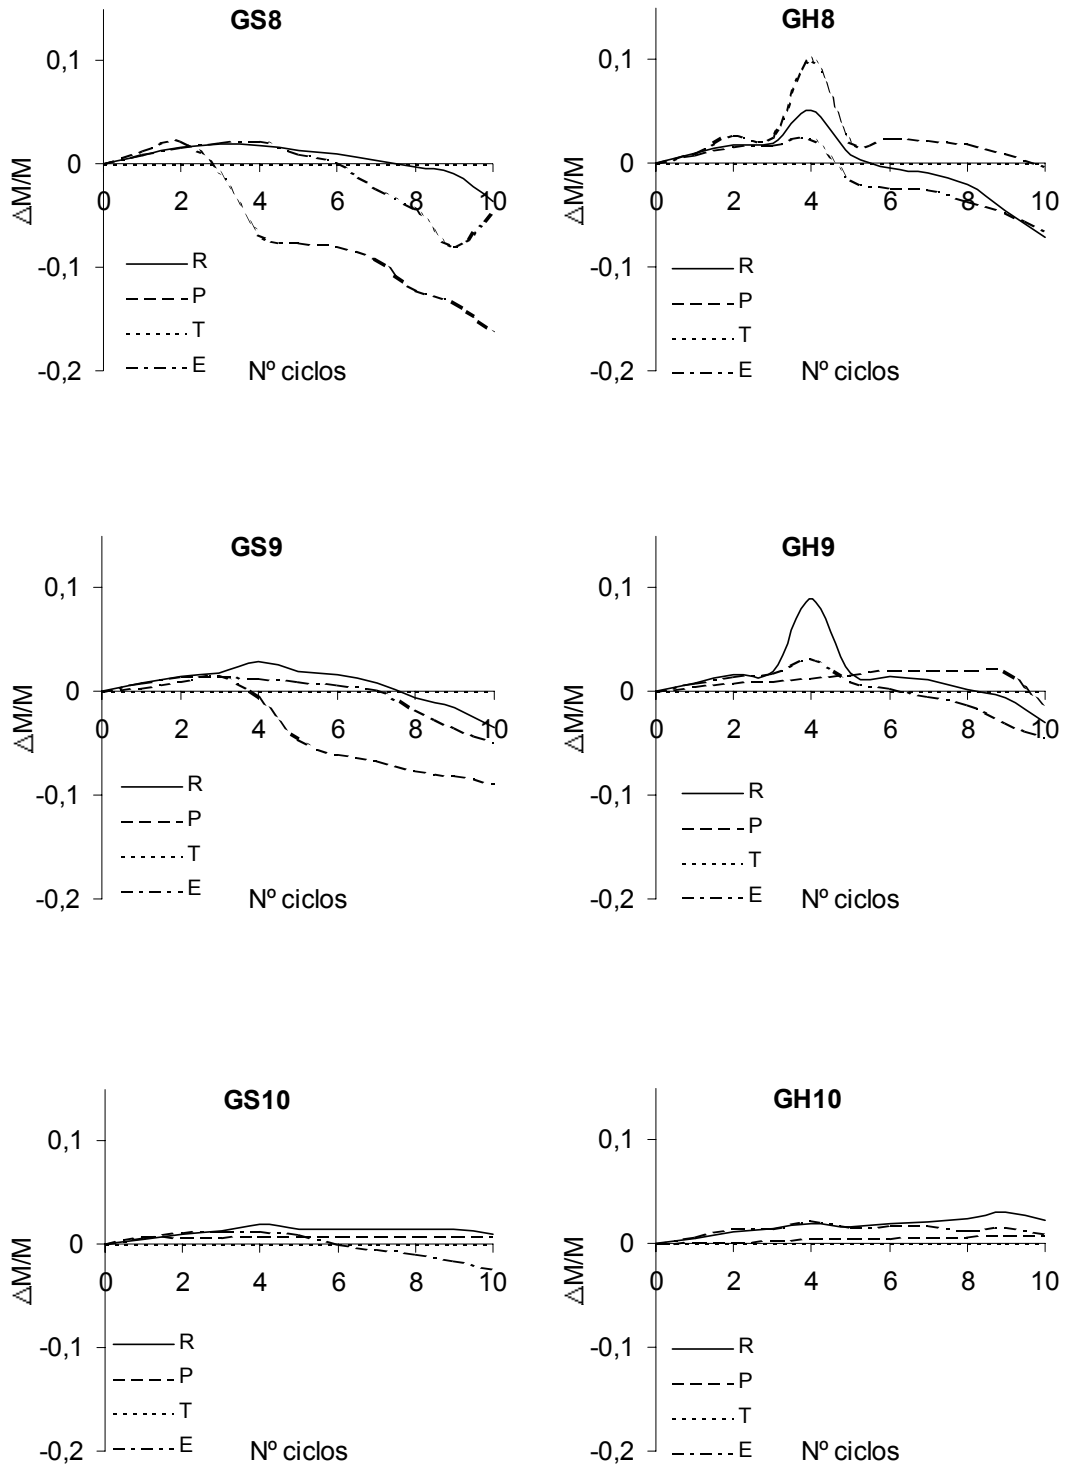 GS8
0,1
0
-0,1
-0,2
ΔM/M
0 2 4 6 8 10
R
P
T
E
Nº ciclos
GH8
0,1
0
-0,1
-0,2
ΔM/M
0 2 4 6 8 10
R
P
T
E
Nº ciclos
GS9
0,1
0
-0,1
-0,2
ΔM/M
0 2 4 6 8 10
R
P
T
E
Nº ciclos
GH9
0,1
0
-0,1
-0,2
ΔM/M
0 2 4 6 8 10
R
P
T
E
Nº ciclos
GS10
0,1
0
-0,1
-0,2
ΔM/M
0 2 4 6 8 10
R
P
T
E
Nº ciclos
GH10
0,1
0
-0,1
-0,2
ΔM/M
0 2 4 6 8 10
R
P
T
E
Nº ciclos